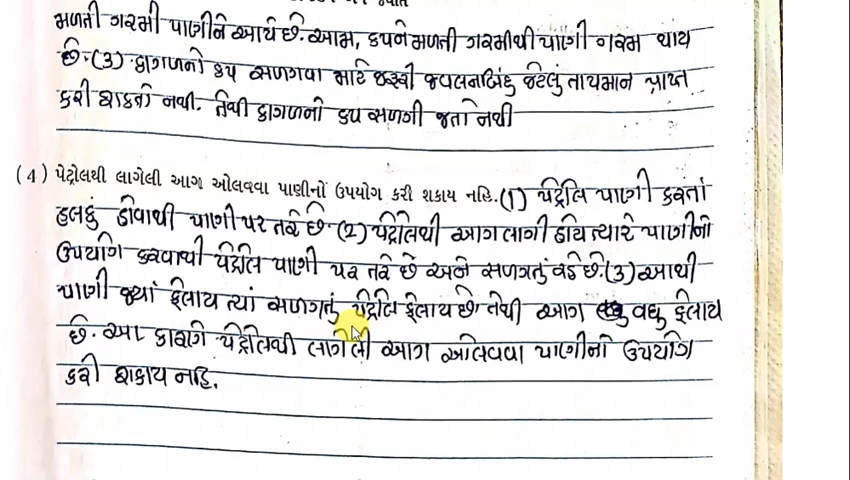 મળતી ગરમી પાણીને આપે છે. આમ, કપને મળતી ગરમીથી પાણી ગરમ થાય
છે. (૩) કાગળનો કપ સળગવા માટે જરૂરી જ્વલનબિંદુ જેટલું તાપમાન પ્રાપ્ત
કરી શકતો નથી. તેથી કાગળનો કપ સળગી જતો નથી
(4) પેટ્રોલથી લાગેલી આગ ઓલવવા પાણીનો ઉપયોગ કરી શકાય નહિ. (1) પેટ્રોલ પાણી કરતાં
હલકું હોવાથી પાણી પર તરે છે. (2) પેટ્રોલથી આગ લાગી હોય ત્યારે પાણીનો
ઉપયોગ કરવાથી પેટ્રોલ પાણી પર તરે છે અને સળગતું રહે છે. (૩) આથી
પાણી જ્યાં ફેલાય ત્યાં સળગતું પેટ્રોલ ફેલાય છે. તેથી આગ વધુ ફેલાય
છે. આ કારણે પેટ્રોલથી લાગેલી આગ ઓલવવા પાણીનો ઉપયોગ
કરી શકાય નહિ.